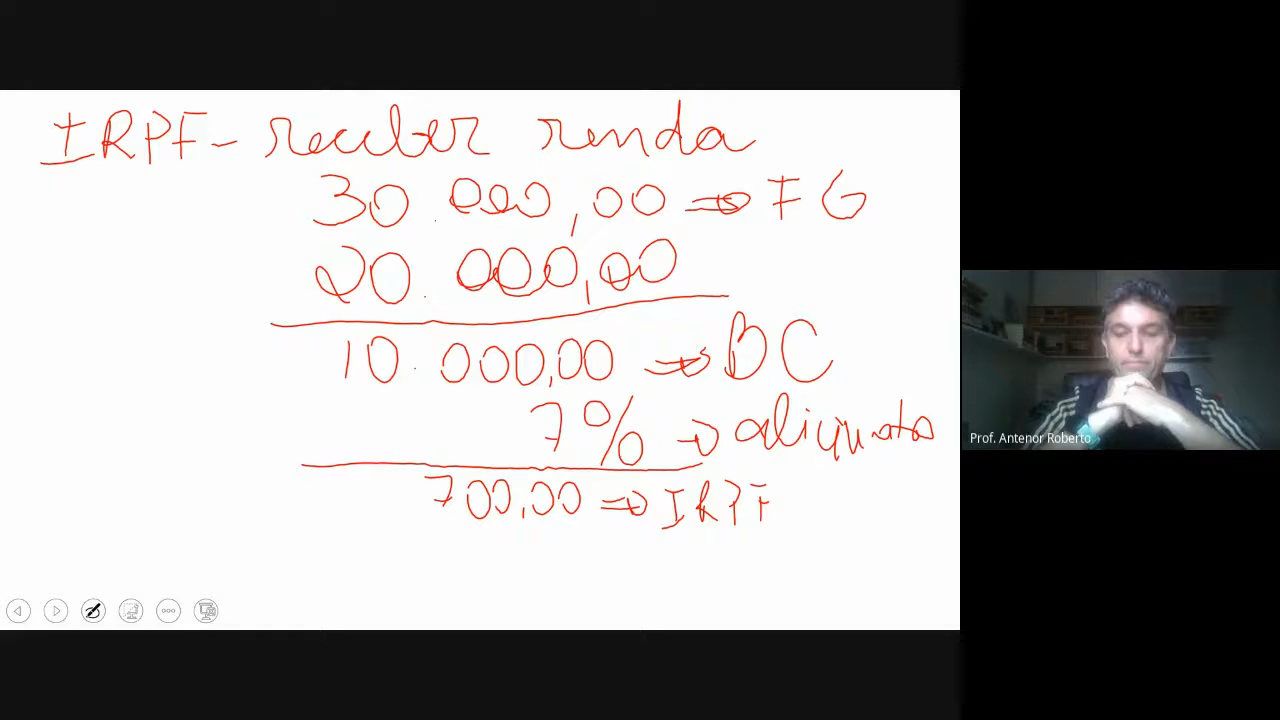 IRPF - receber renda
30.000,00 ⇒ FG
20.000,00
10.000,00 → BC
7% → alíquota
700,00 ⇒ IRPF
Prof. Antenor Roberto